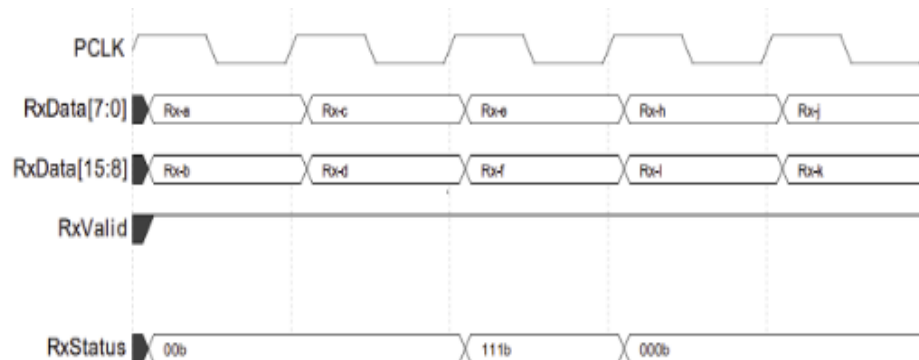 PCLK
RxData[7:0] Rx-a Rx-c Rx-e Rx-h Rx-j
RxData[15:8] Rx-b Rx-d Rx-f Rx-I Rx-k
RxValid
RxStatus 00b 111b 000b